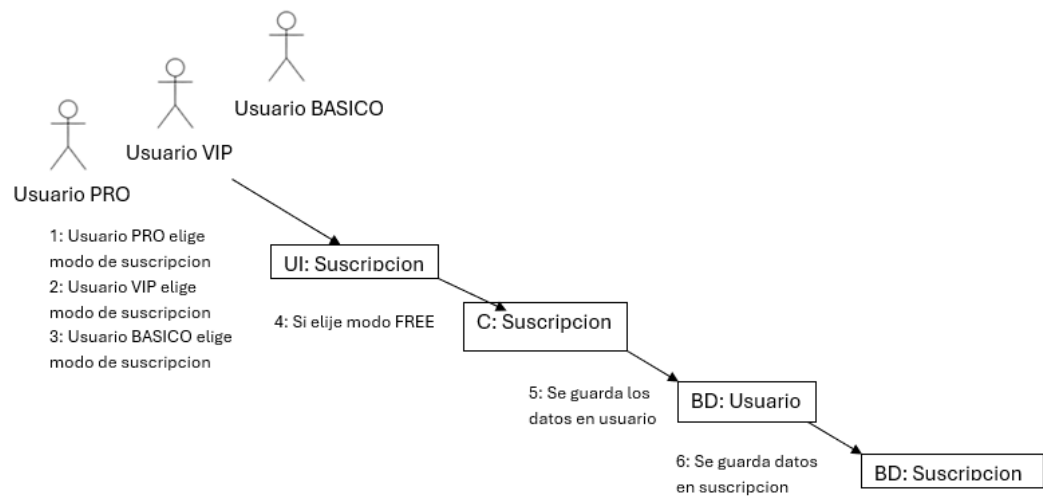 Usuario BASICO
Usuario VIP
Usuario PRO
1: Usuario PRO elige
modo de suscripcion
2: Usuario VIP elige
modo de suscripcion
3: Usuario BASICO elige
modo de suscripcion
UI: Suscripcion
4: Si elije modo FREE
C: Suscripcion
5: Se guarda los
datos en usuario
BD: Usuario
6: Se guarda datos
en suscripcion
BD: Suscripcion